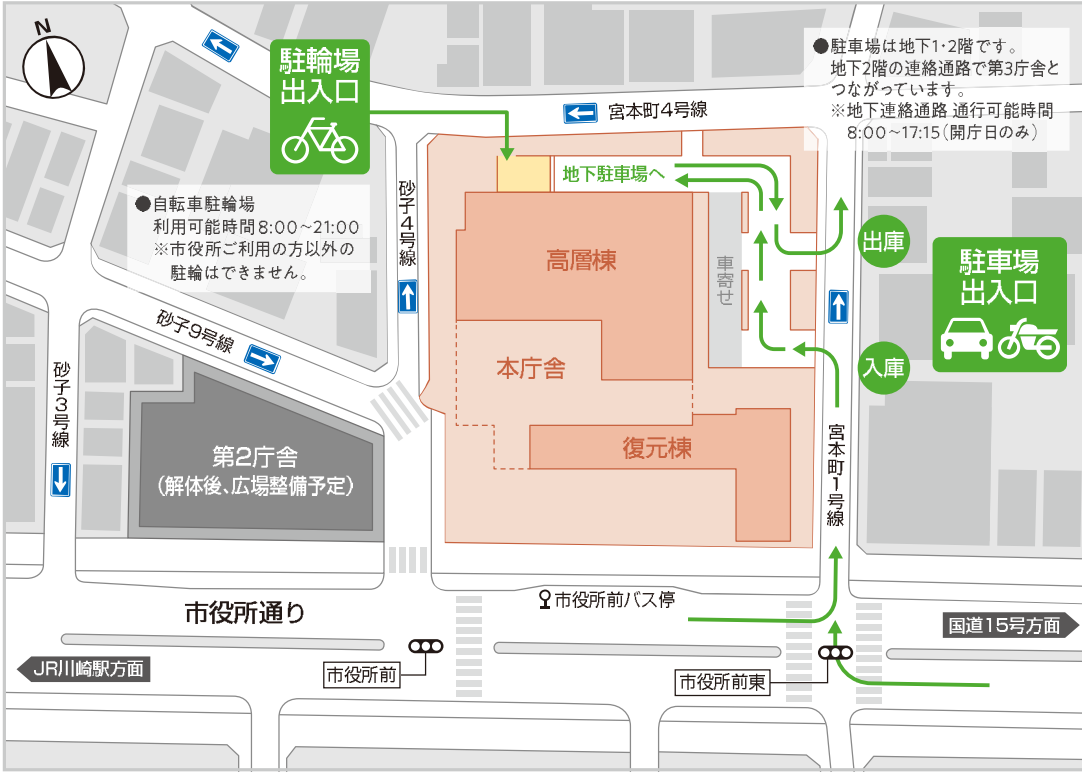 N
駐輪場
出入口
●駐車場は地下1・2階です。
地下2階の連絡通路で第3庁舎と
つながっています。
※地下連絡通路 通行可能時間
8:00~17:15(開庁日のみ)
宮本町4号線
地下駐車場へ
砂子4号線
●自転車駐輪場
利用可能時間8:00~21:00
※市役所ご利用の方以外の
駐輪はできません。
高層棟
車寄せ
出庫
駐車場
出入口
砂子9号線
本庁舎
入庫
砂子3号線
第2庁舎
(解体後、広場整備予定)
復元棟
宮本町1号線
市役所通り
市役所前バス停
国道15号方面
JR川崎駅方面
市役所前
市役所前東